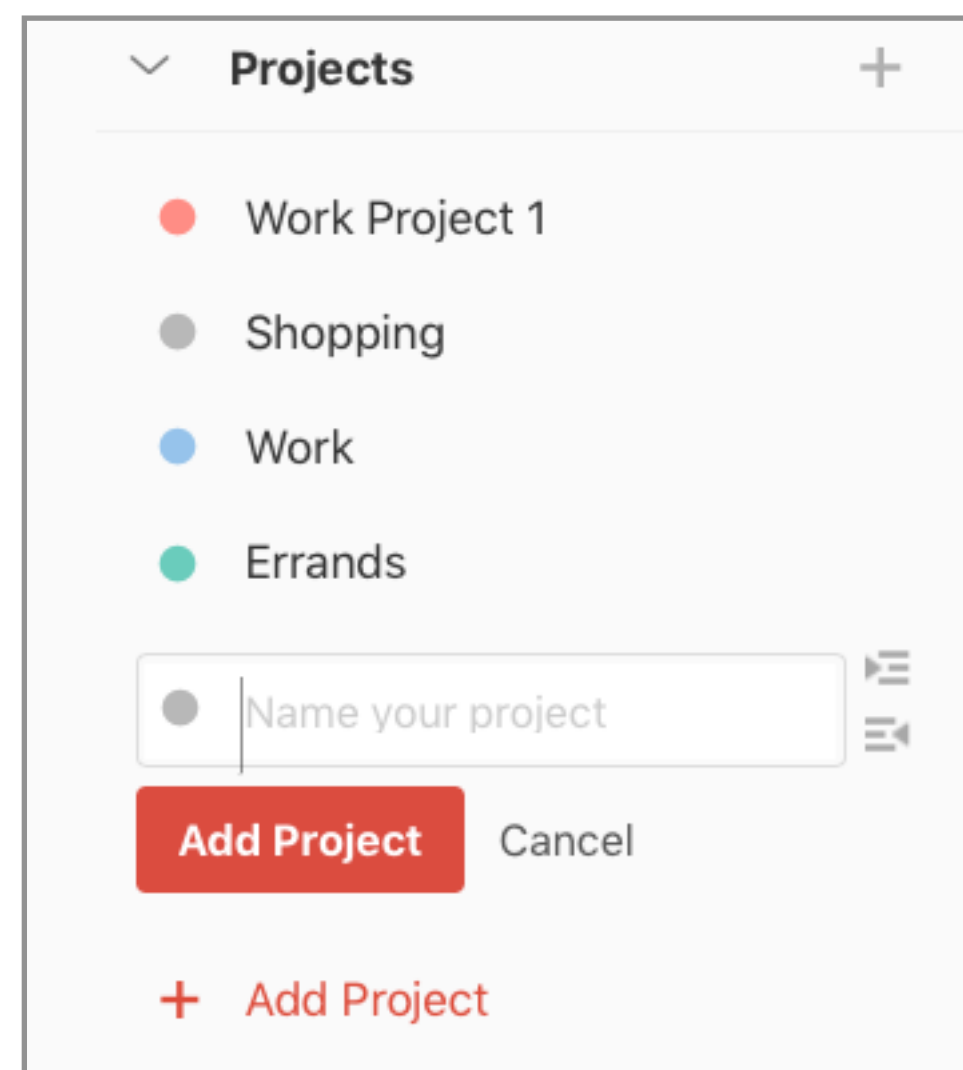 Projects
Work Project 1
Shopping
Work
Errands
Name your project
Add Project Cancel
+ Add Project